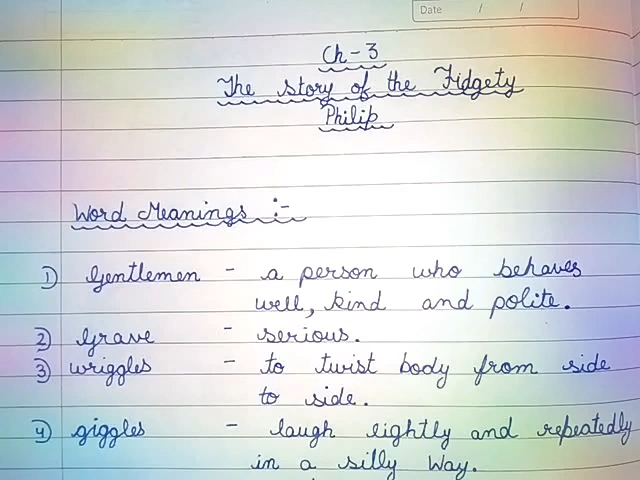 Date / /
Ch - 3
The Story of the Fidgety
Philip
Word Meanings :-
1) Gentlemen - a person who behaves
well, kind and polite.
2) Grave - serious.
3) wriggles - to twist body from side
to side.
4) giggles - laugh lightly and repeatedly
in a silly way.